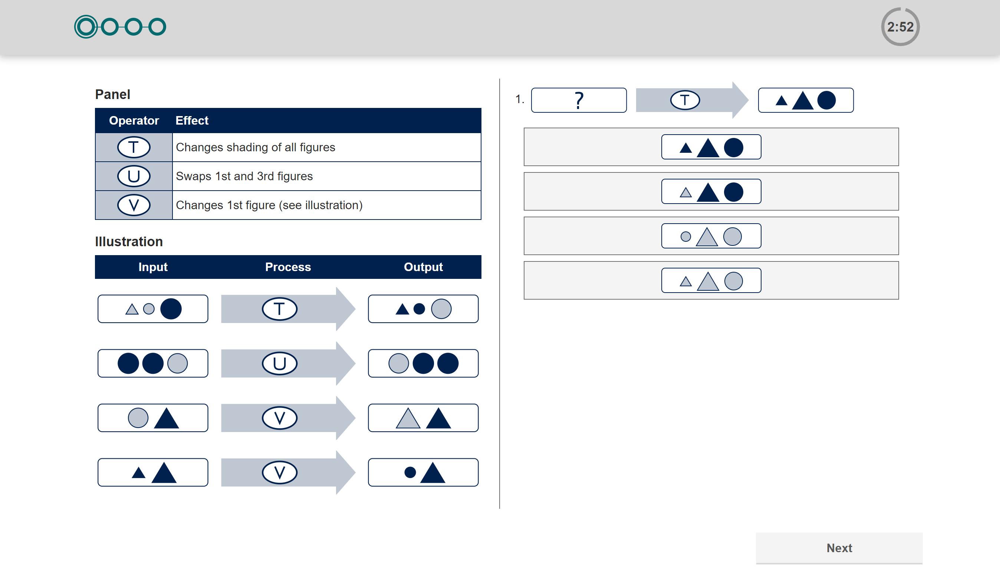 2:52
Panel
Operator Effect
T Changes shading of all figures
U Swaps 1st and 3rd figures
V Changes 1st figure (see illustration)
Illustration
Input Process Output
T
U
V
V
1. ? T
Next